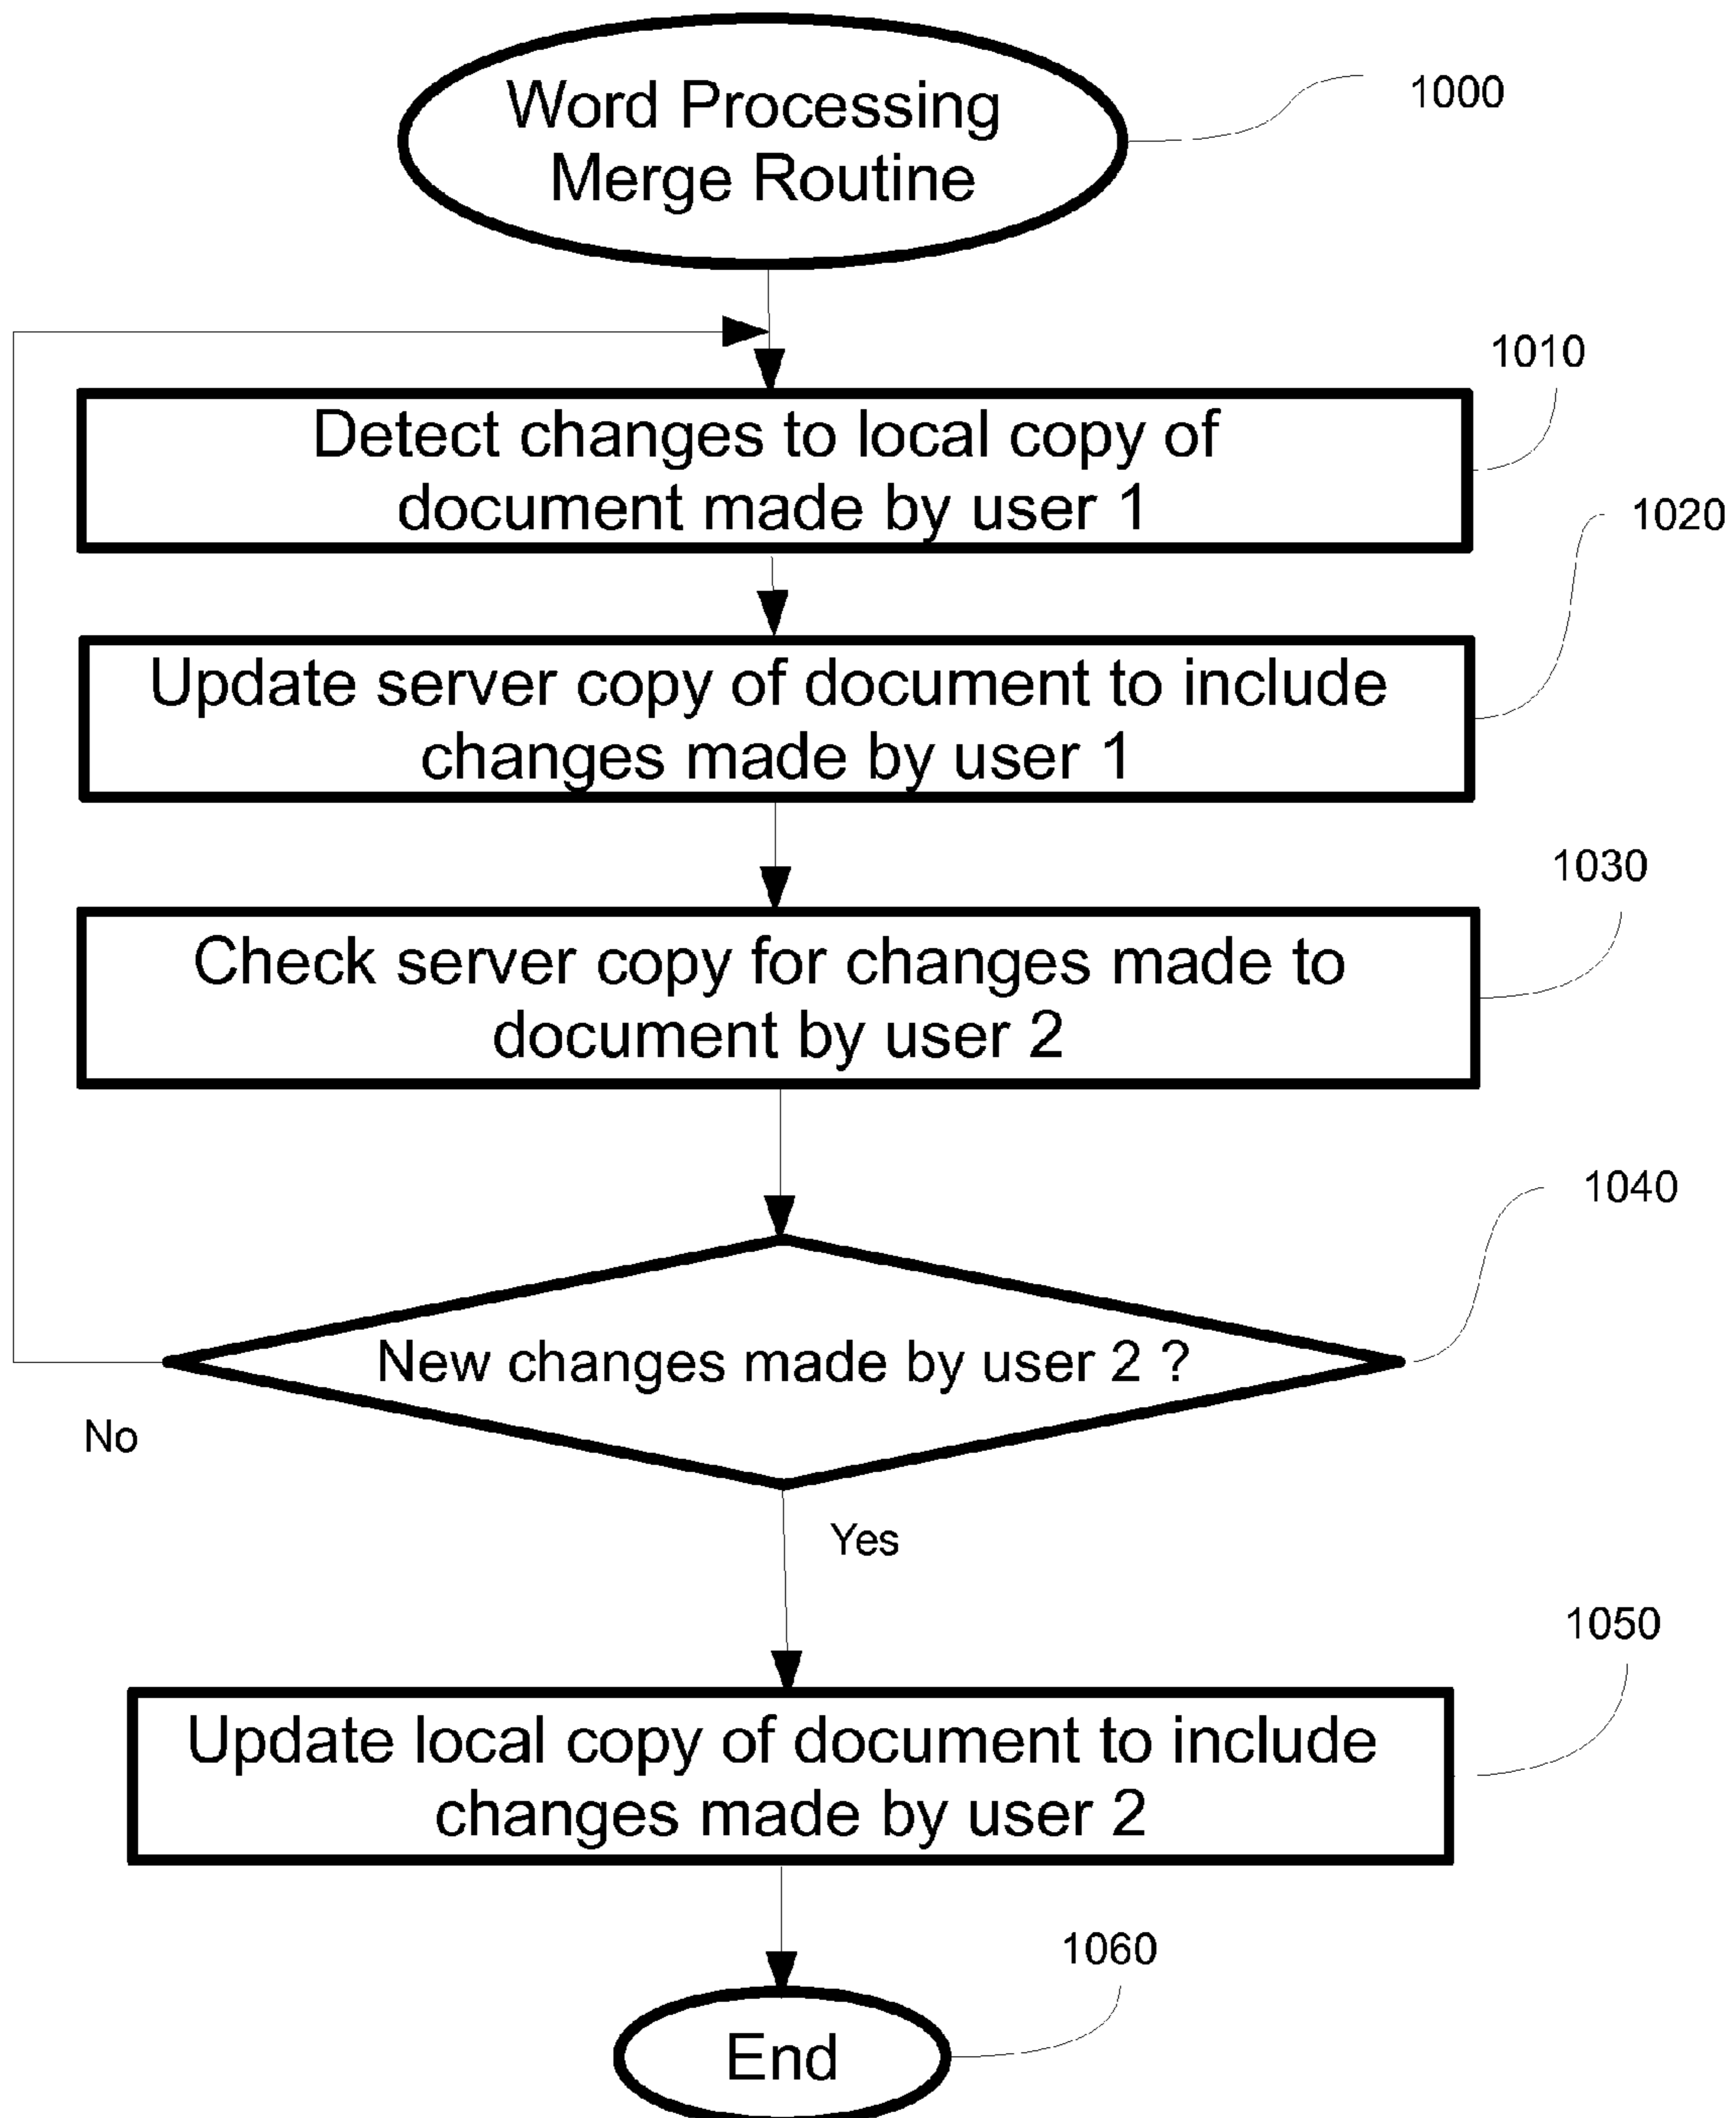 Word Processing
Merge Routine
1000
1010
Detect changes to local copy of
document made by user 1
1020
Update server copy of document to include
changes made by user 1
1030
Check server copy for changes made to
document by user 2
1040
New changes made by user 2 ?
No
Yes
1050
Update local copy of document to include
changes made by user 2
1060
End